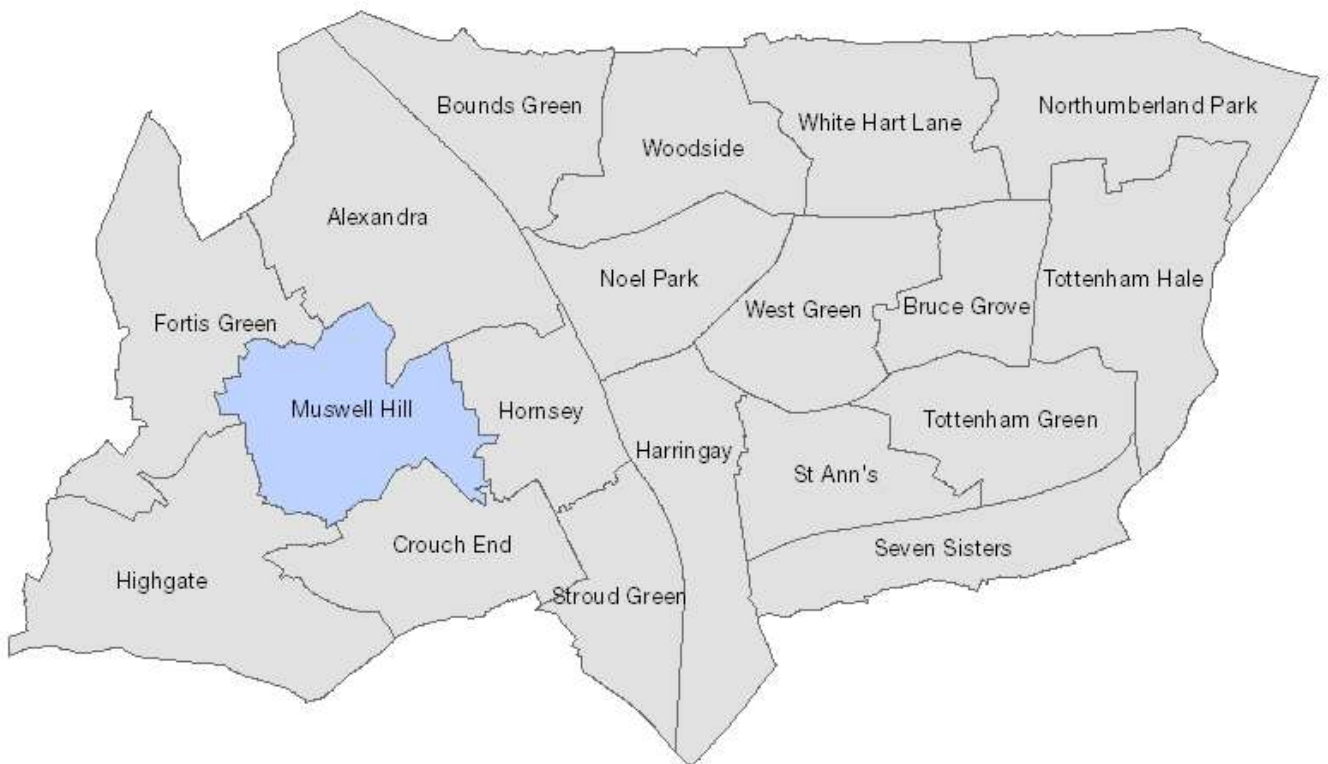 Bounds Green
Northumberland Park
White Hart Lane
Woodside
Alexandra
Noel Park
Tottenham Hale
Fortis Green
West Green
Bruce Grove
Muswell Hill
Hornsey
Tottenham Green
Harringay
St Ann's
Crouch End
Seven Sisters
Highgate
Stroud Green